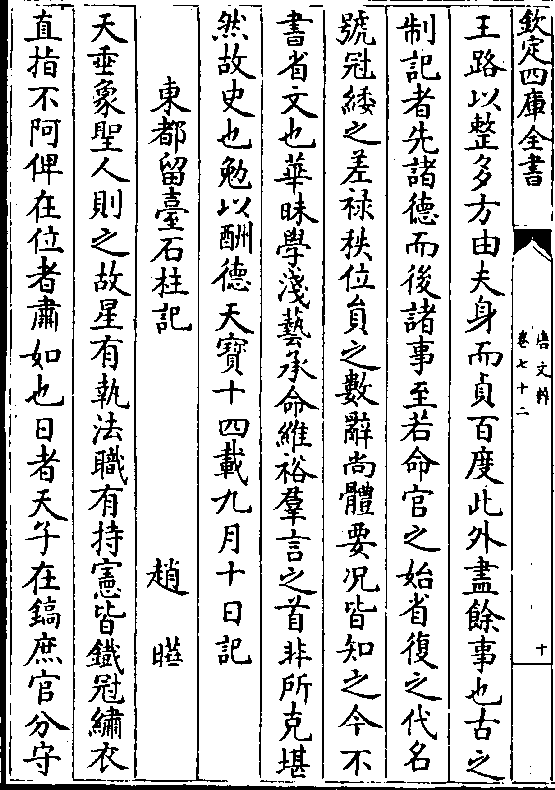 欽定四庫全書
唐文粹
卷七十二
十
王路以整多方由夫身而貞百度此外盡餘事也古之
制記者先諸德而後諸事至若命官之始省復之代名
號冠緌之差祿秩位員之數辭尚體要况皆知之今不
書省文也華昧學淺藝承命維裕羣言之首非所克堪
然故史也勉以酬德天寶十四載九月十日記
東都留臺石柱記　趙　㬢
天垂象聖人則之故星有執法職有持憲皆鐵冠繡衣
直指不阿俾在位者肅如也日者天子在鎬庶官分守